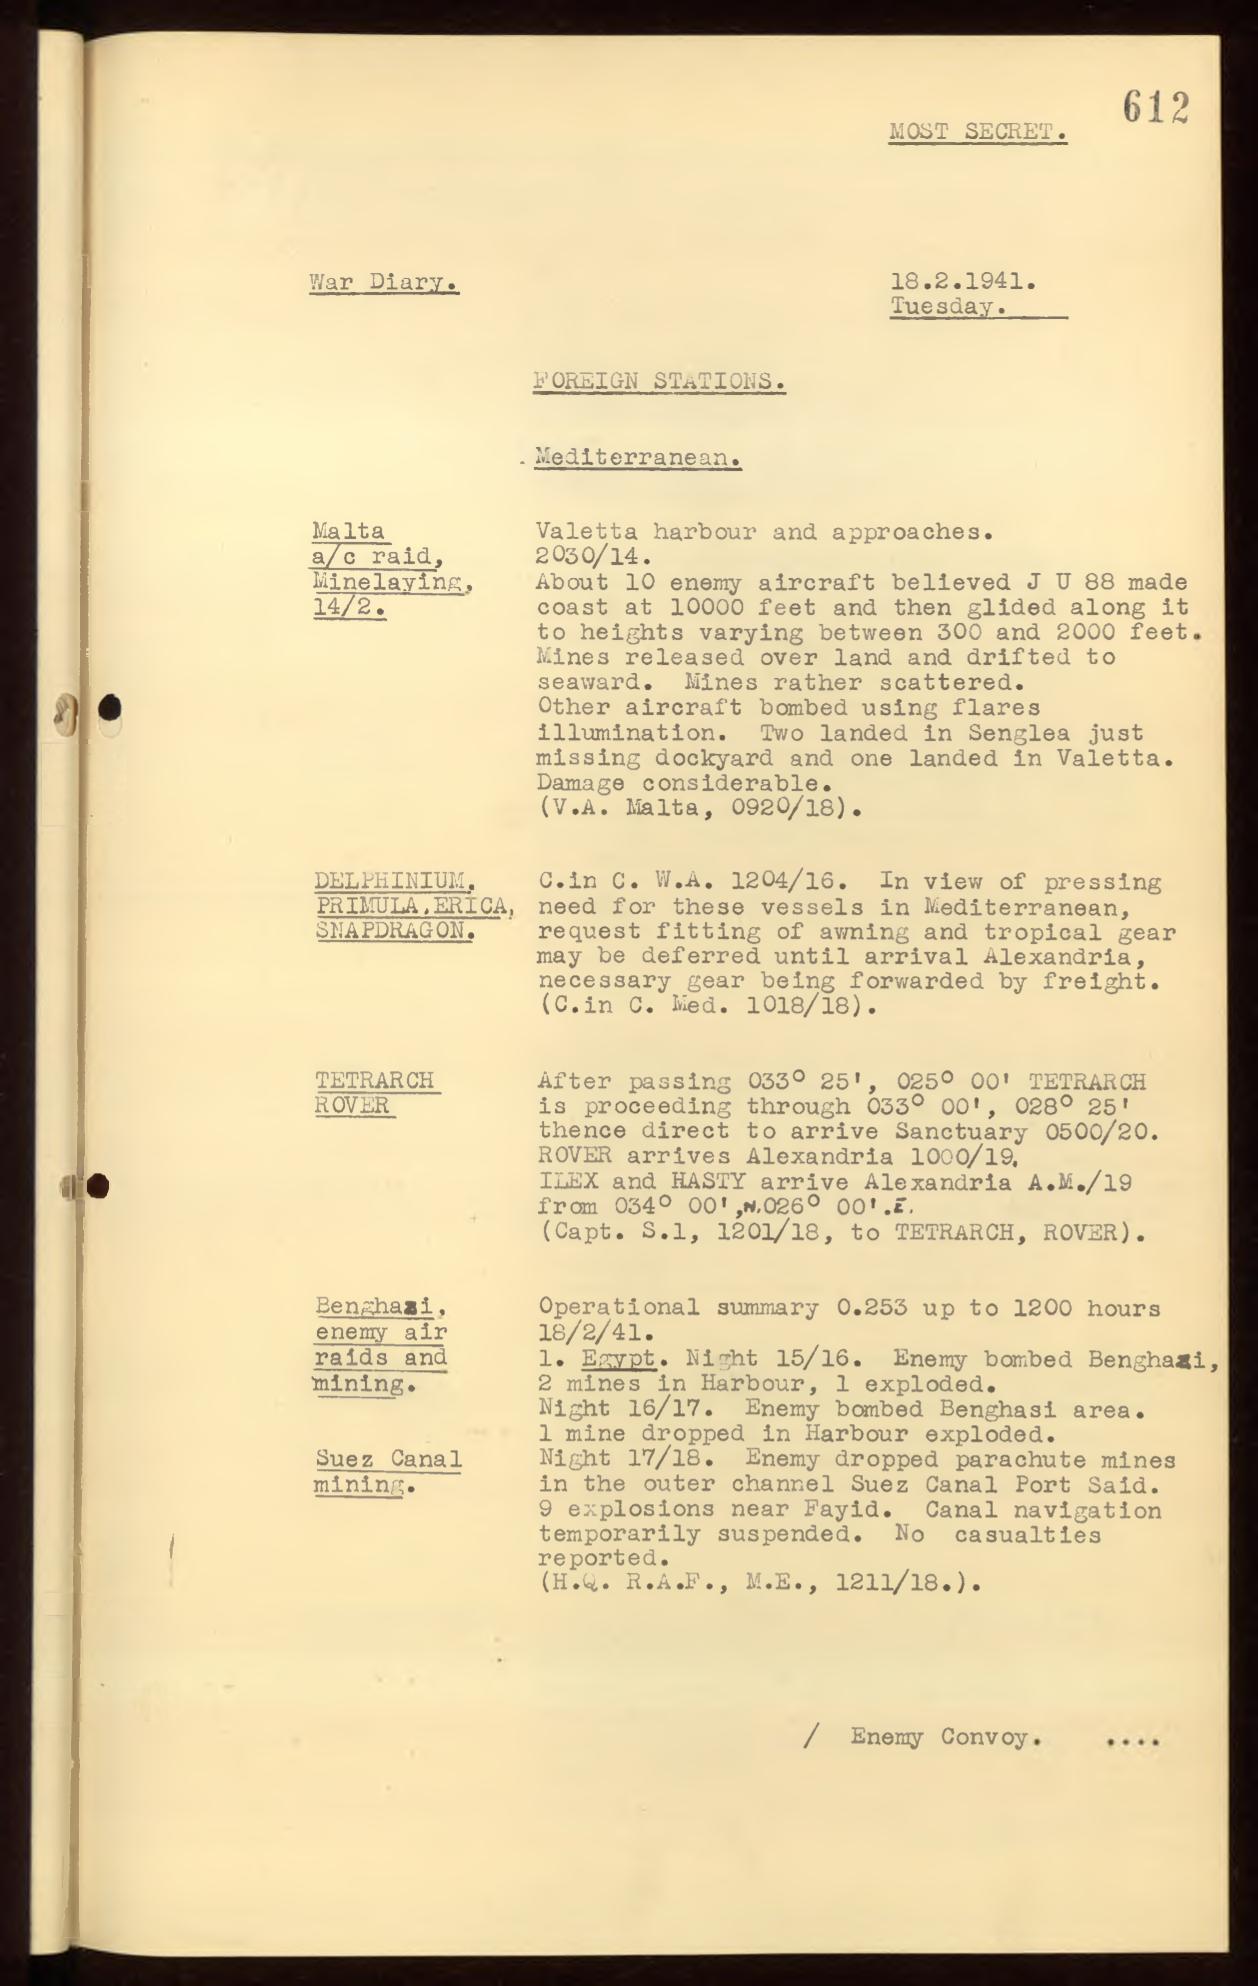 612
MOST SECRET.
War Diary.
18.2.1941.
Tuesday.
FOREIGN STATIONS.
Mediterranean.
Malta
a/c raid,
Minelaying,
14/2.
Valetta harbour and approaches.
2030/14.
About 10 enemy aircraft believed J U 88 made
coast at 10000 feet and then glided along it
to heights varying between 300 and 2000 feet.
Mines released over land and drifted to
seaward. Mines rather scattered.
Other aircraft bombed using flares
illumination. Two landed in Senglea just
missing dockyard and one landed in Valetta.
Damage considerable.
(V.A. Malta, 0920/18).
DELPHINIUM,
PRIMULA,ERICA,
SNAPDRAGON.
C.in C. W.A. 1204/16. In view of pressing
need for these vessels in Mediterranean,
request fitting of awning and tropical gear
may be deferred until arrival Alexandria,
necessary gear being forwarded by freight.
(C.in C. Med. 1018/18).
TETRARCH
ROVER
After passing 033° 25', 025° 00' TETRARCH
is proceeding through 033° 00', 028° 25'
thence direct to arrive Sanctuary 0500/20.
ROVER arrives Alexandria 1000/19.
ILEX and HASTY arrive Alexandria A.M./19
from 034° 00',N.026° 00'.E.
(Capt. S.1, 1201/18, to TETRARCH, ROVER).
Benghazi,
enemy air
raids and
mining.
Operational summary 0.253 up to 1200 hours
18/2/41.
1. Egypt. Night 15/16. Enemy bombed Benghazi,
2 mines in Harbour, 1 exploded.
Night 16/17. Enemy bombed Benghasi area.
1 mine dropped in Harbour exploded.
Suez Canal
mining.
Night 17/18. Enemy dropped parachute mines
in the outer channel Suez Canal Port Said.
9 explosions near Fayid. Canal navigation
temporarily suspended. No casualties
reported.
(H.Q. R.A.F., M.E., 1211/18.).
/ Enemy Convoy. ....